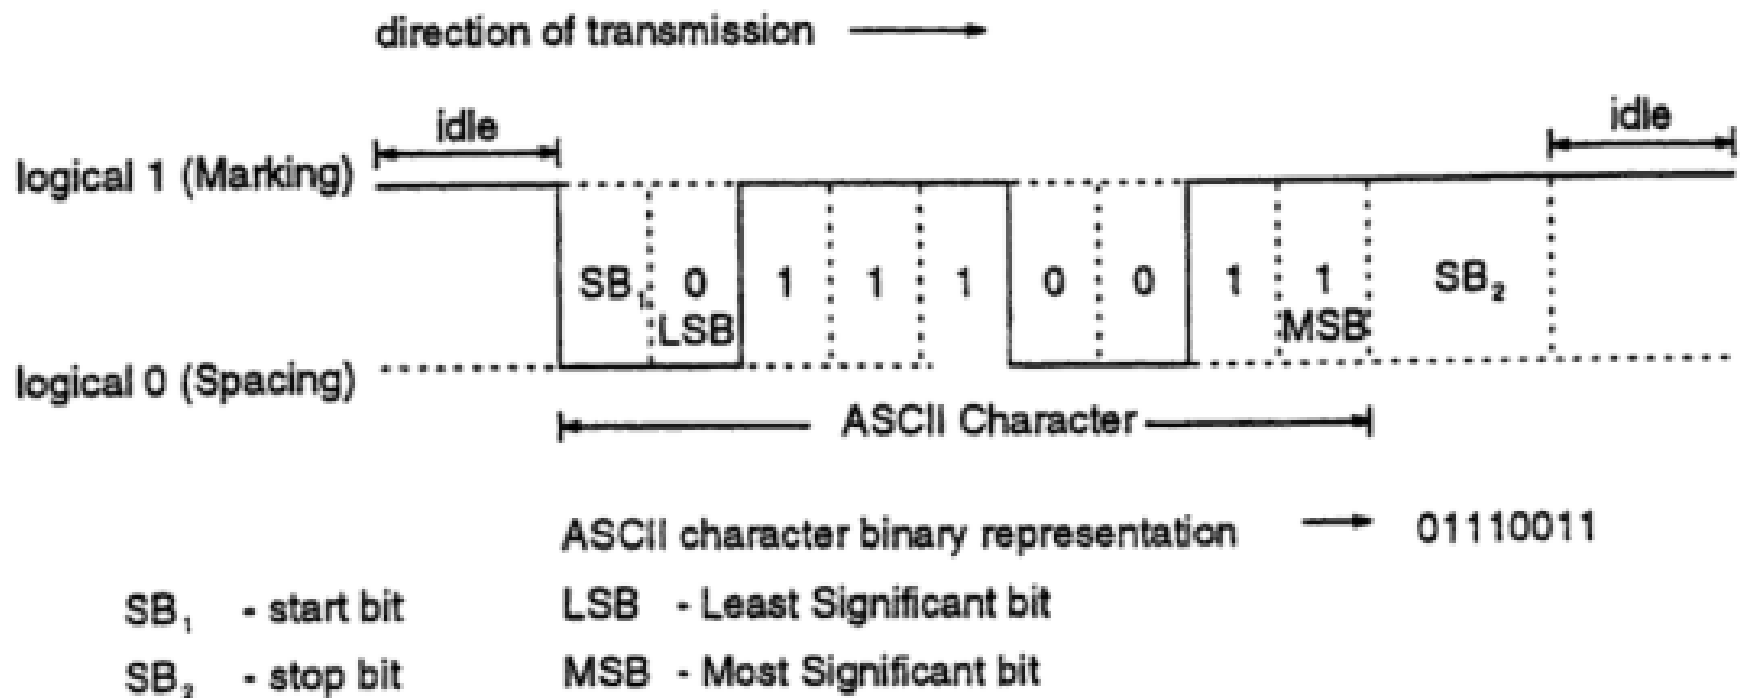 direction of transmission
idle
idle
logical 1 (Marking)
SB₁ 0 1 1 1 0 0 1 1 SB₂
LSB MSB
logical 0 (Spacing)
ASCII Character
ASCII character binary representation → 01110011
SB₁ - start bit LSB - Least Significant bit
SB₂ - stop bit MSB - Most Significant bit